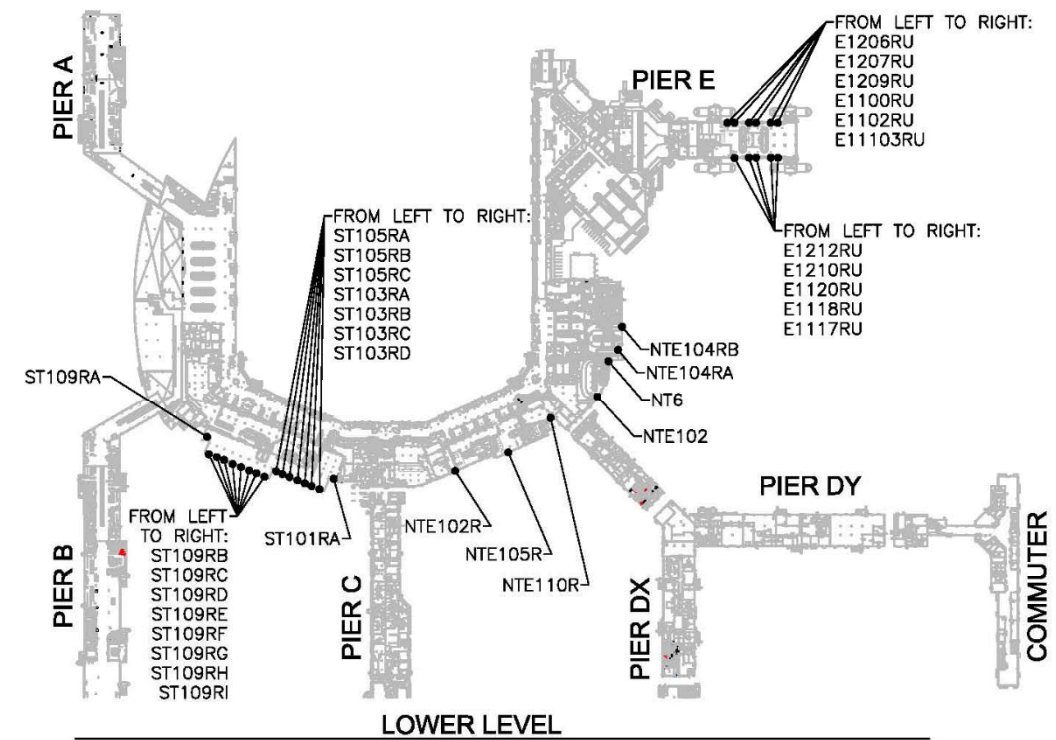 PIER A
FROM LEFT TO RIGHT:
E1206RU
E1207RU
E1209RU
E1100RU
E1102RU
E11103RU
PIER E
FROM LEFT TO RIGHT:
ST105RA
ST105RB
ST105RC
ST103RA
ST103RB
ST103RC
ST103RD
FROM LEFT TO RIGHT:
E1212RU
E1210RU
E1120RU
E1118RU
E1117RU
NTE104RB
NTE104RA
NT6
NTE102
ST109RA
PIER B
FROM LEFT
TO RIGHT:
ST109RB
ST109RC
ST109RD
ST109RE
ST109RF
ST109RG
ST109RH
ST109RI
ST101RA
PIER C
NTE102R
NTE105R
NTE110R
PIER DX
PIER DY
COMMUTER
LOWER LEVEL